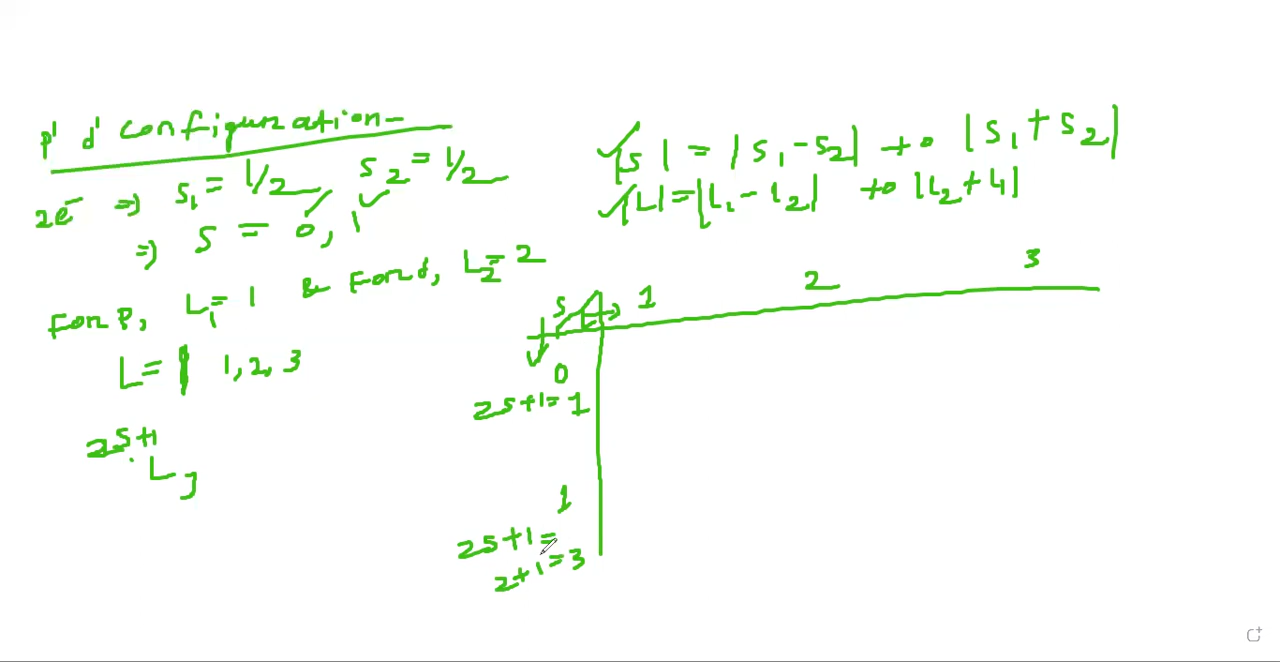 p¹ d¹ configuration-
2e⁻ ⇒ S₁ = 1/2, S₂ = 1/2
⇒ S = 0, 1
For P, L₁ = 1 & For d, L₂ = 2
L = 1, 2, 3
2S+1
L J
|S| = |S₁ - S₂| to |S₁ + S₂|
|L| = |L₁ - L₂| to |L₂ + L₁|
S L 1 2 3
0
2S+1 = 1
1
2S+1 =
2+1 = 3